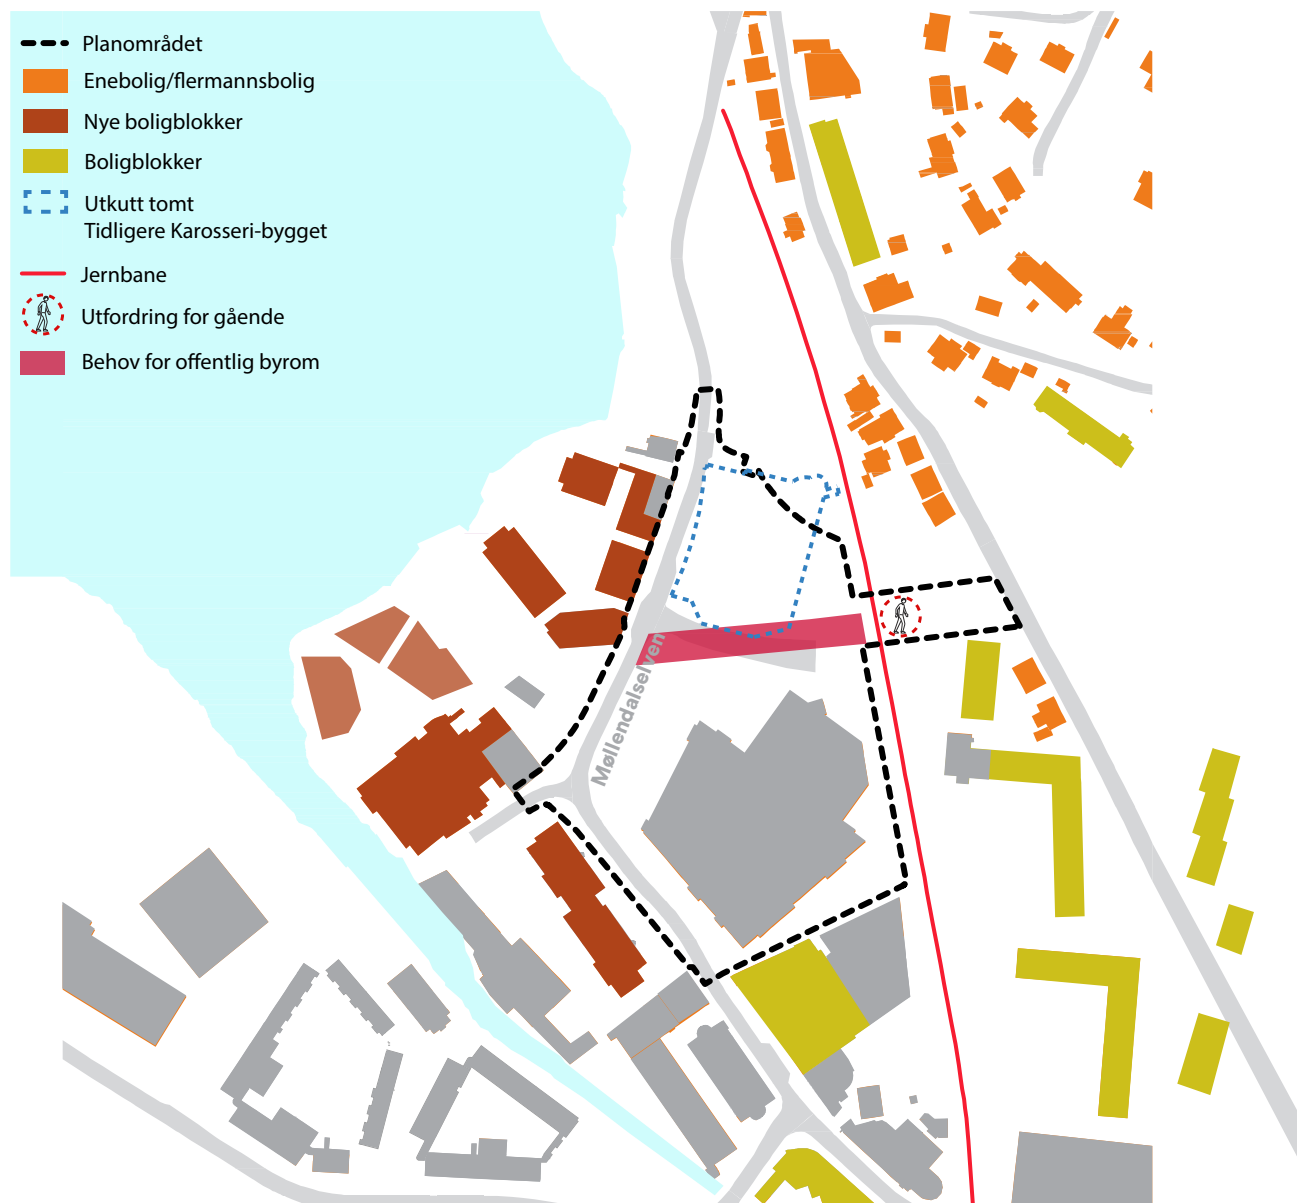 Planområdet
Enebolig/flermannsbolig
Nye boligblokker
Boligblokker
Utkutt tomt
Tidligere Karosseri-bygget
Jernbane
Utfordring for gående
Behov for offentlig byrom
Møllendalselven